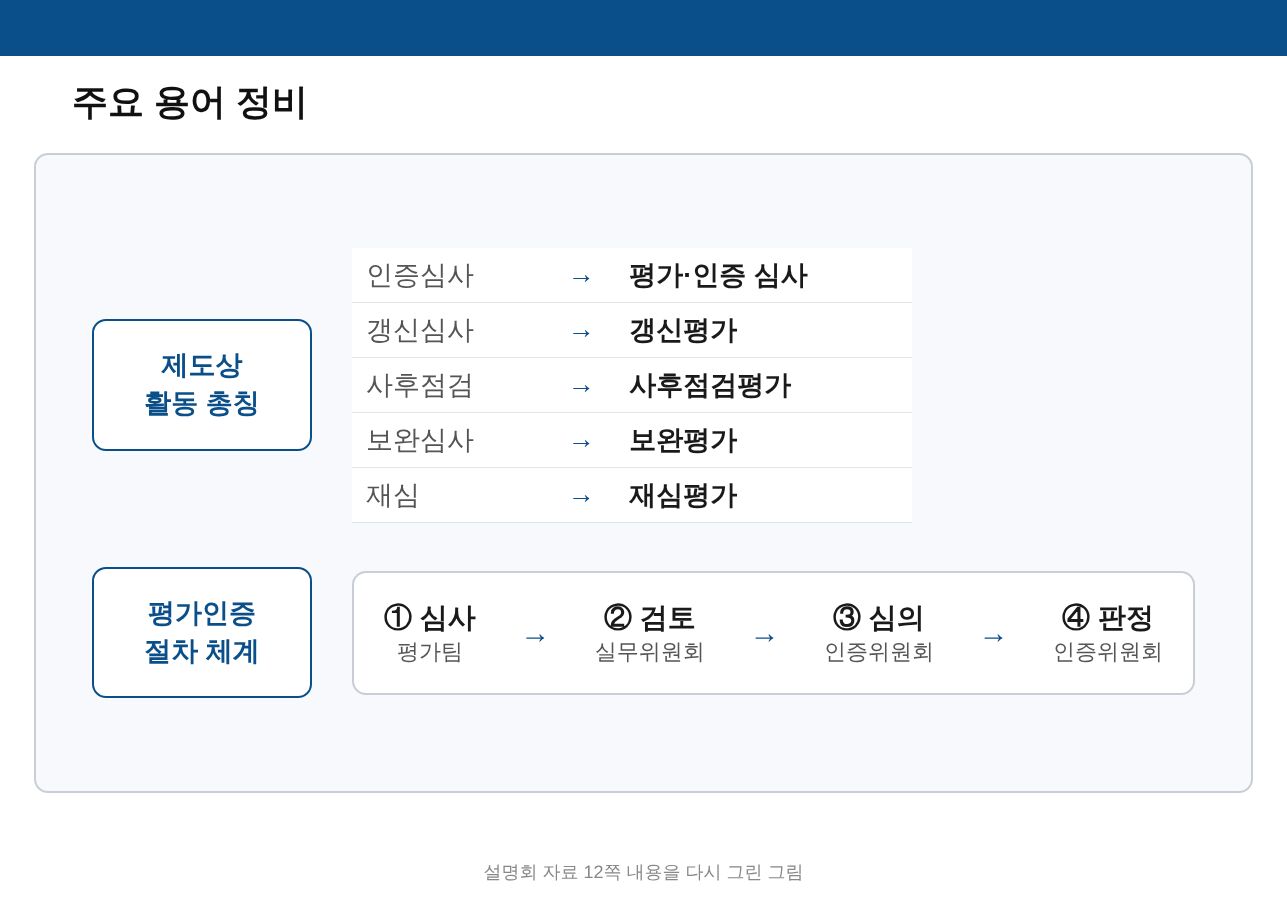 주요 용어 정비
제도상
활동 총칭
인증심사 → 평가·인증 심사
갱신심사 → 갱신평가
사후점검 → 사후점검평가
보완심사 → 보완평가
재심 → 재심평가
평가인증
절차 체계
① 심사 → ② 검토 → ③ 심의 → ④ 판정
평가팀 실무위원회 인증위원회 인증위원회
설명회 자료 12쪽 내용을 다시 그린 그림